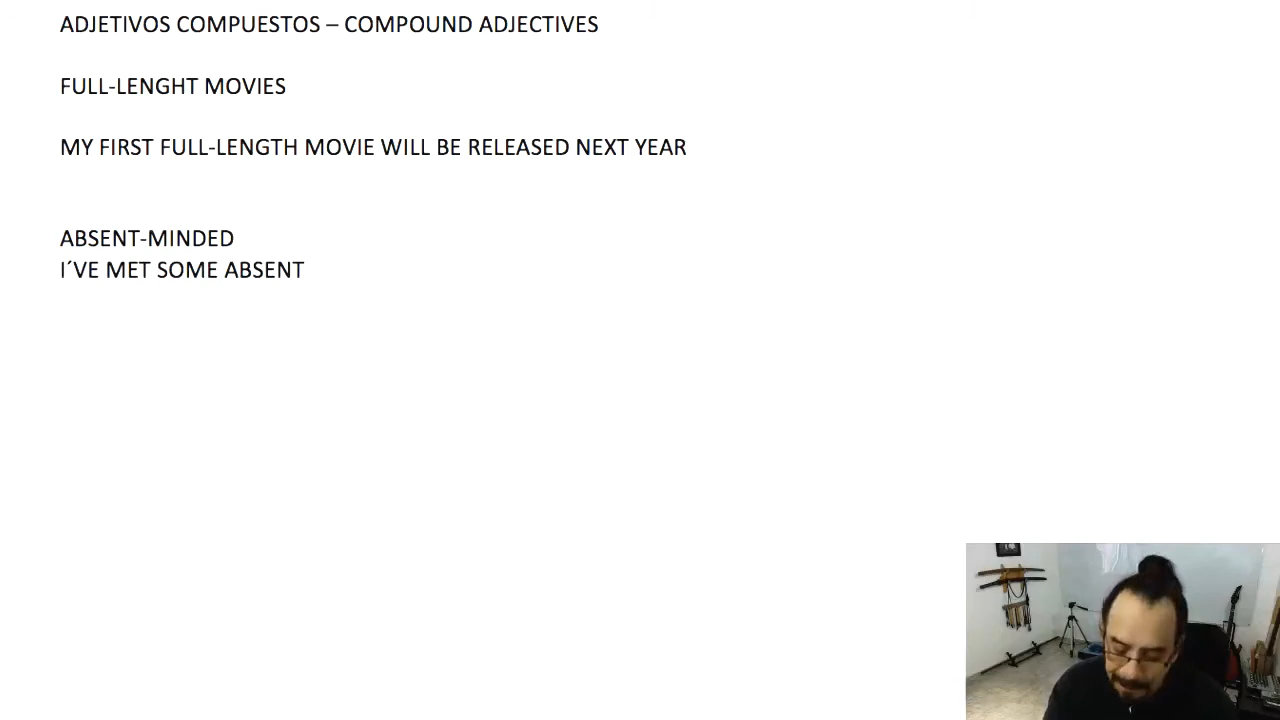 ADJETIVOS COMPUESTOS – COMPOUND ADJECTIVES
FULL-LENGHT MOVIES
MY FIRST FULL-LENGTH MOVIE WILL BE RELEASED NEXT YEAR
ABSENT-MINDED
I´VE MET SOME ABSENT